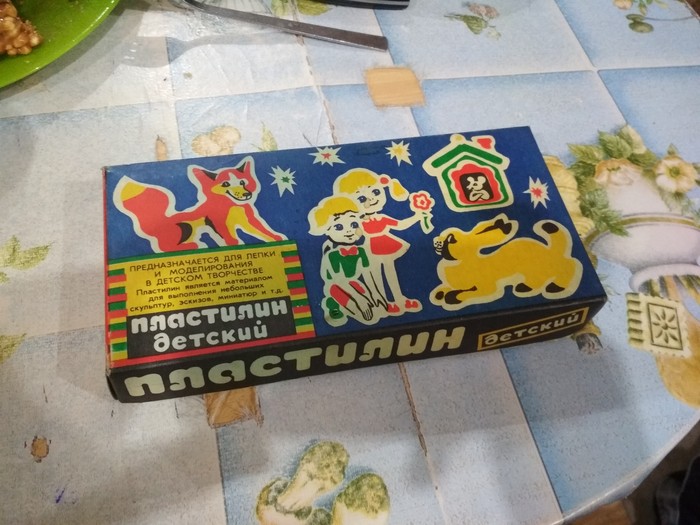 ПРЕДНАЗНАЧАЕТСЯ ДЛЯ ЛЕПКИ
И МОДЕЛИРОВАНИЯ
В ДЕТСКОМ ТВОРЧЕСТВЕ
Пластилин является материалом
для выполнения небольших
скульптур, эскизов, миниатюр и т.д.
пластилин
детский
пластилин детский